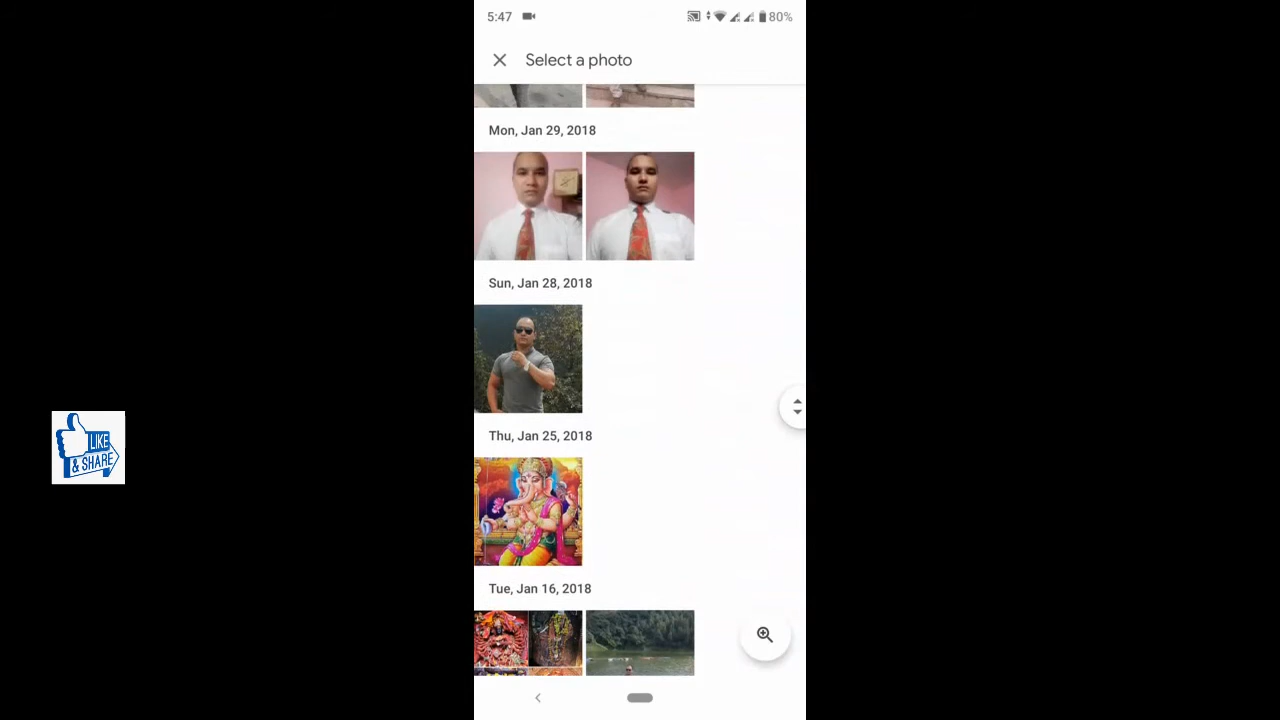 5:47
80%
Select a photo
Mon, Jan 29, 2018
Sun, Jan 28, 2018
Thu, Jan 25, 2018
LIKE
& SHARE
Tue, Jan 16, 2018